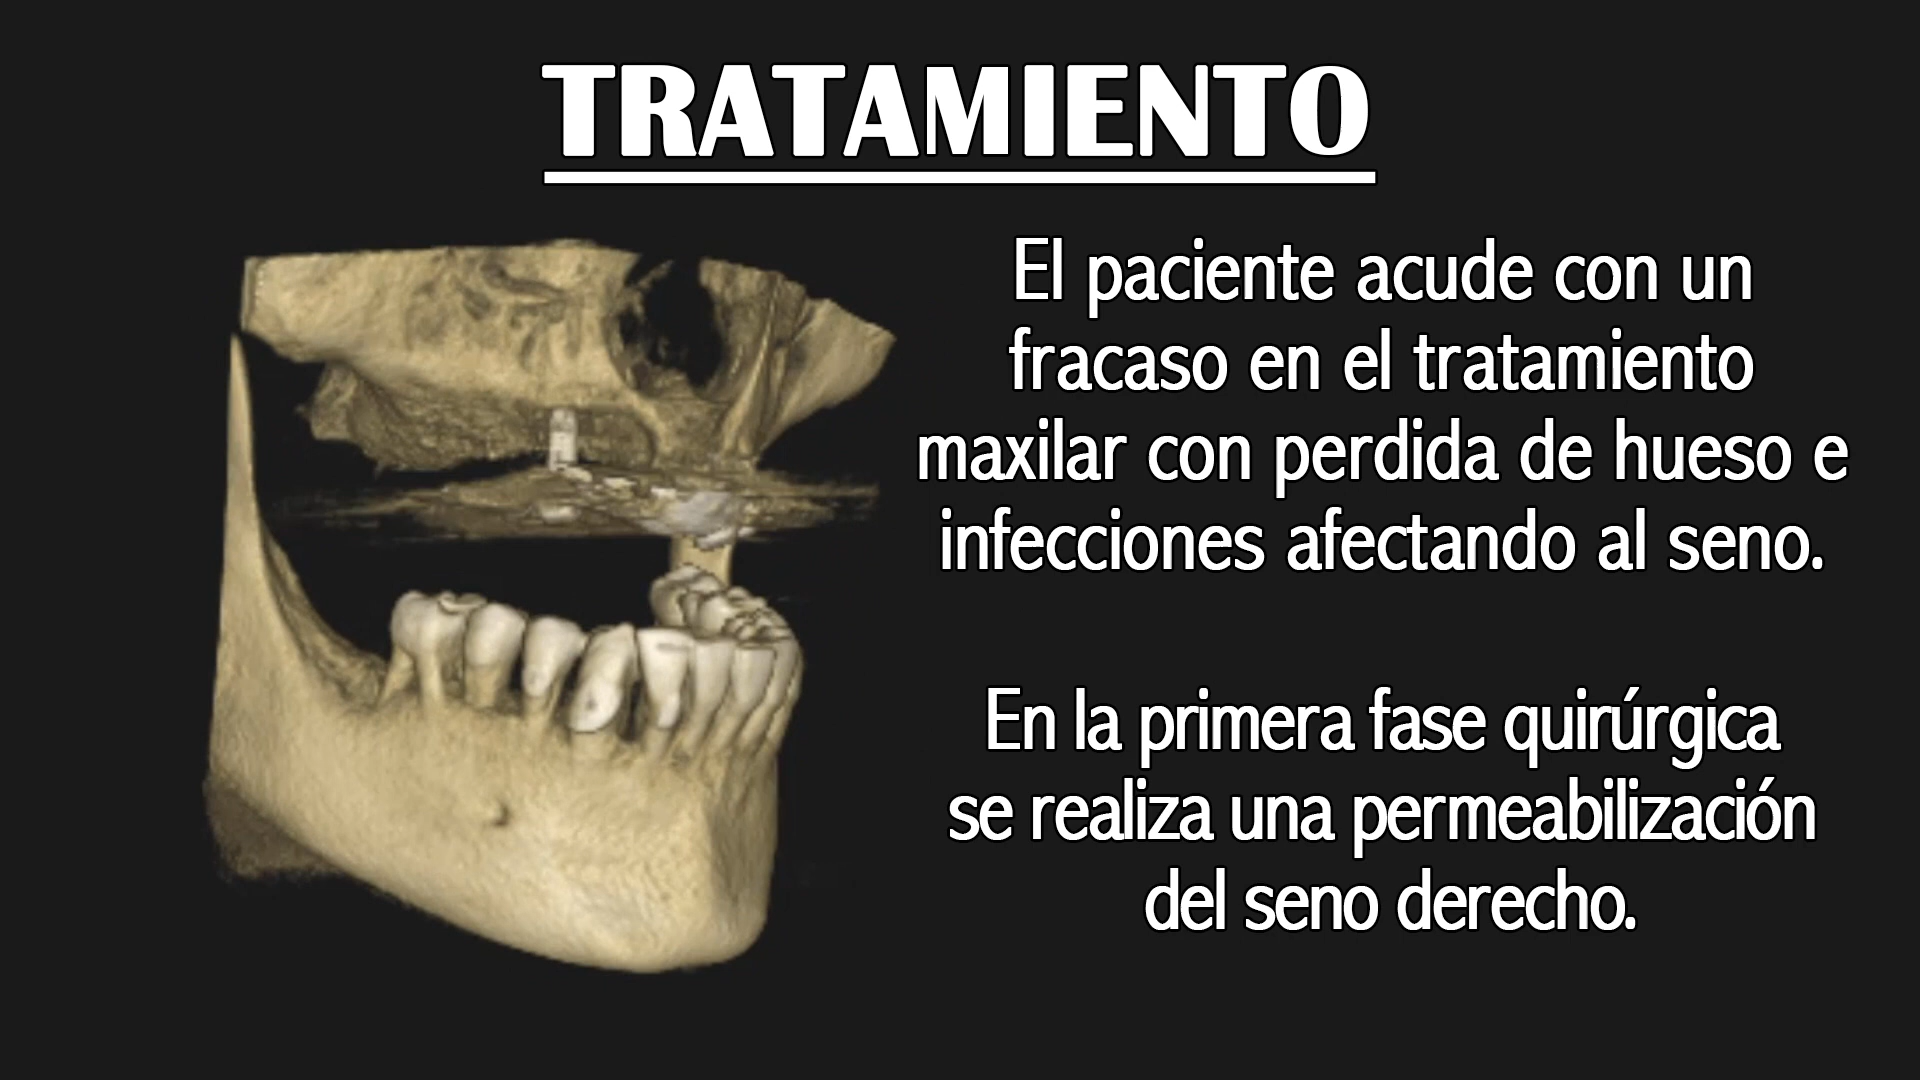 TRATAMIENTO
El paciente acude con un
fracaso en el tratamiento
maxilar con perdida de hueso e
infecciones afectando al seno.
En la primera fase quirúrgica
se realiza una permeabilización
del seno derecho.